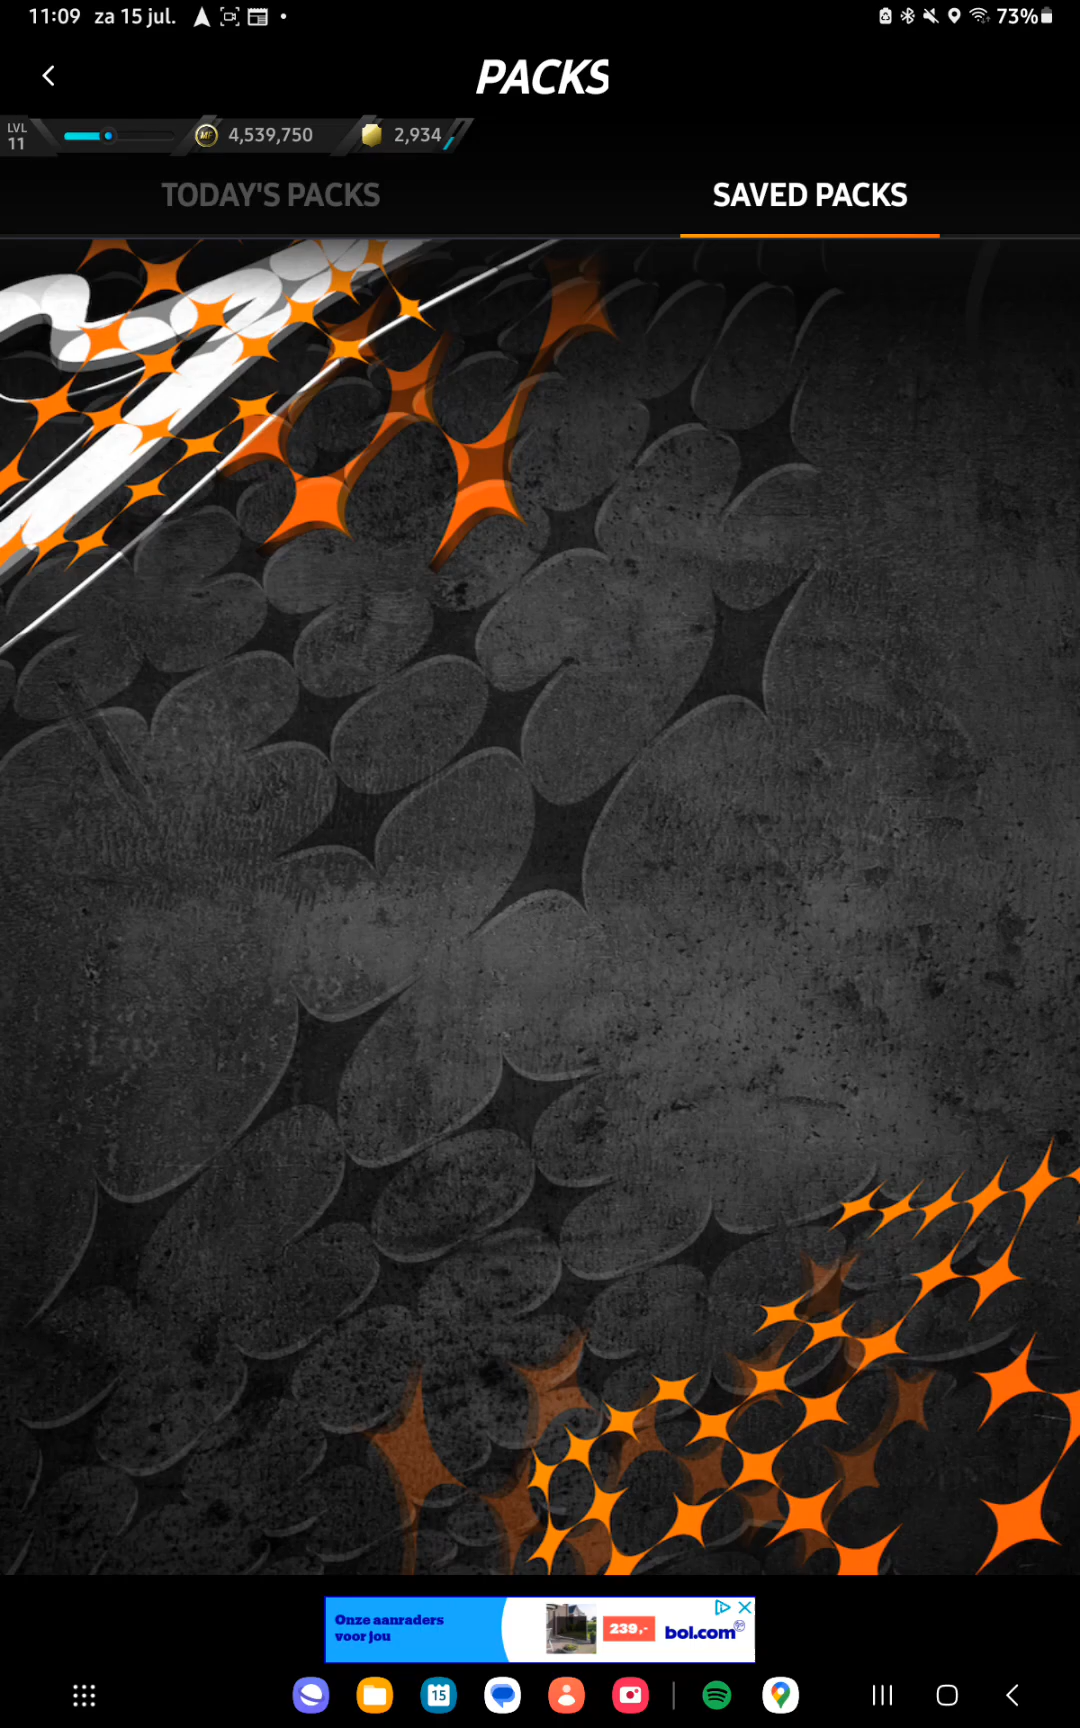 11:09 za 15 jul. 73%
PACKS
LVL
11
4,539,750
2,934
TODAY'S PACKS
SAVED PACKS
Onze aanraders
voor jou
239,-
bol.com
15